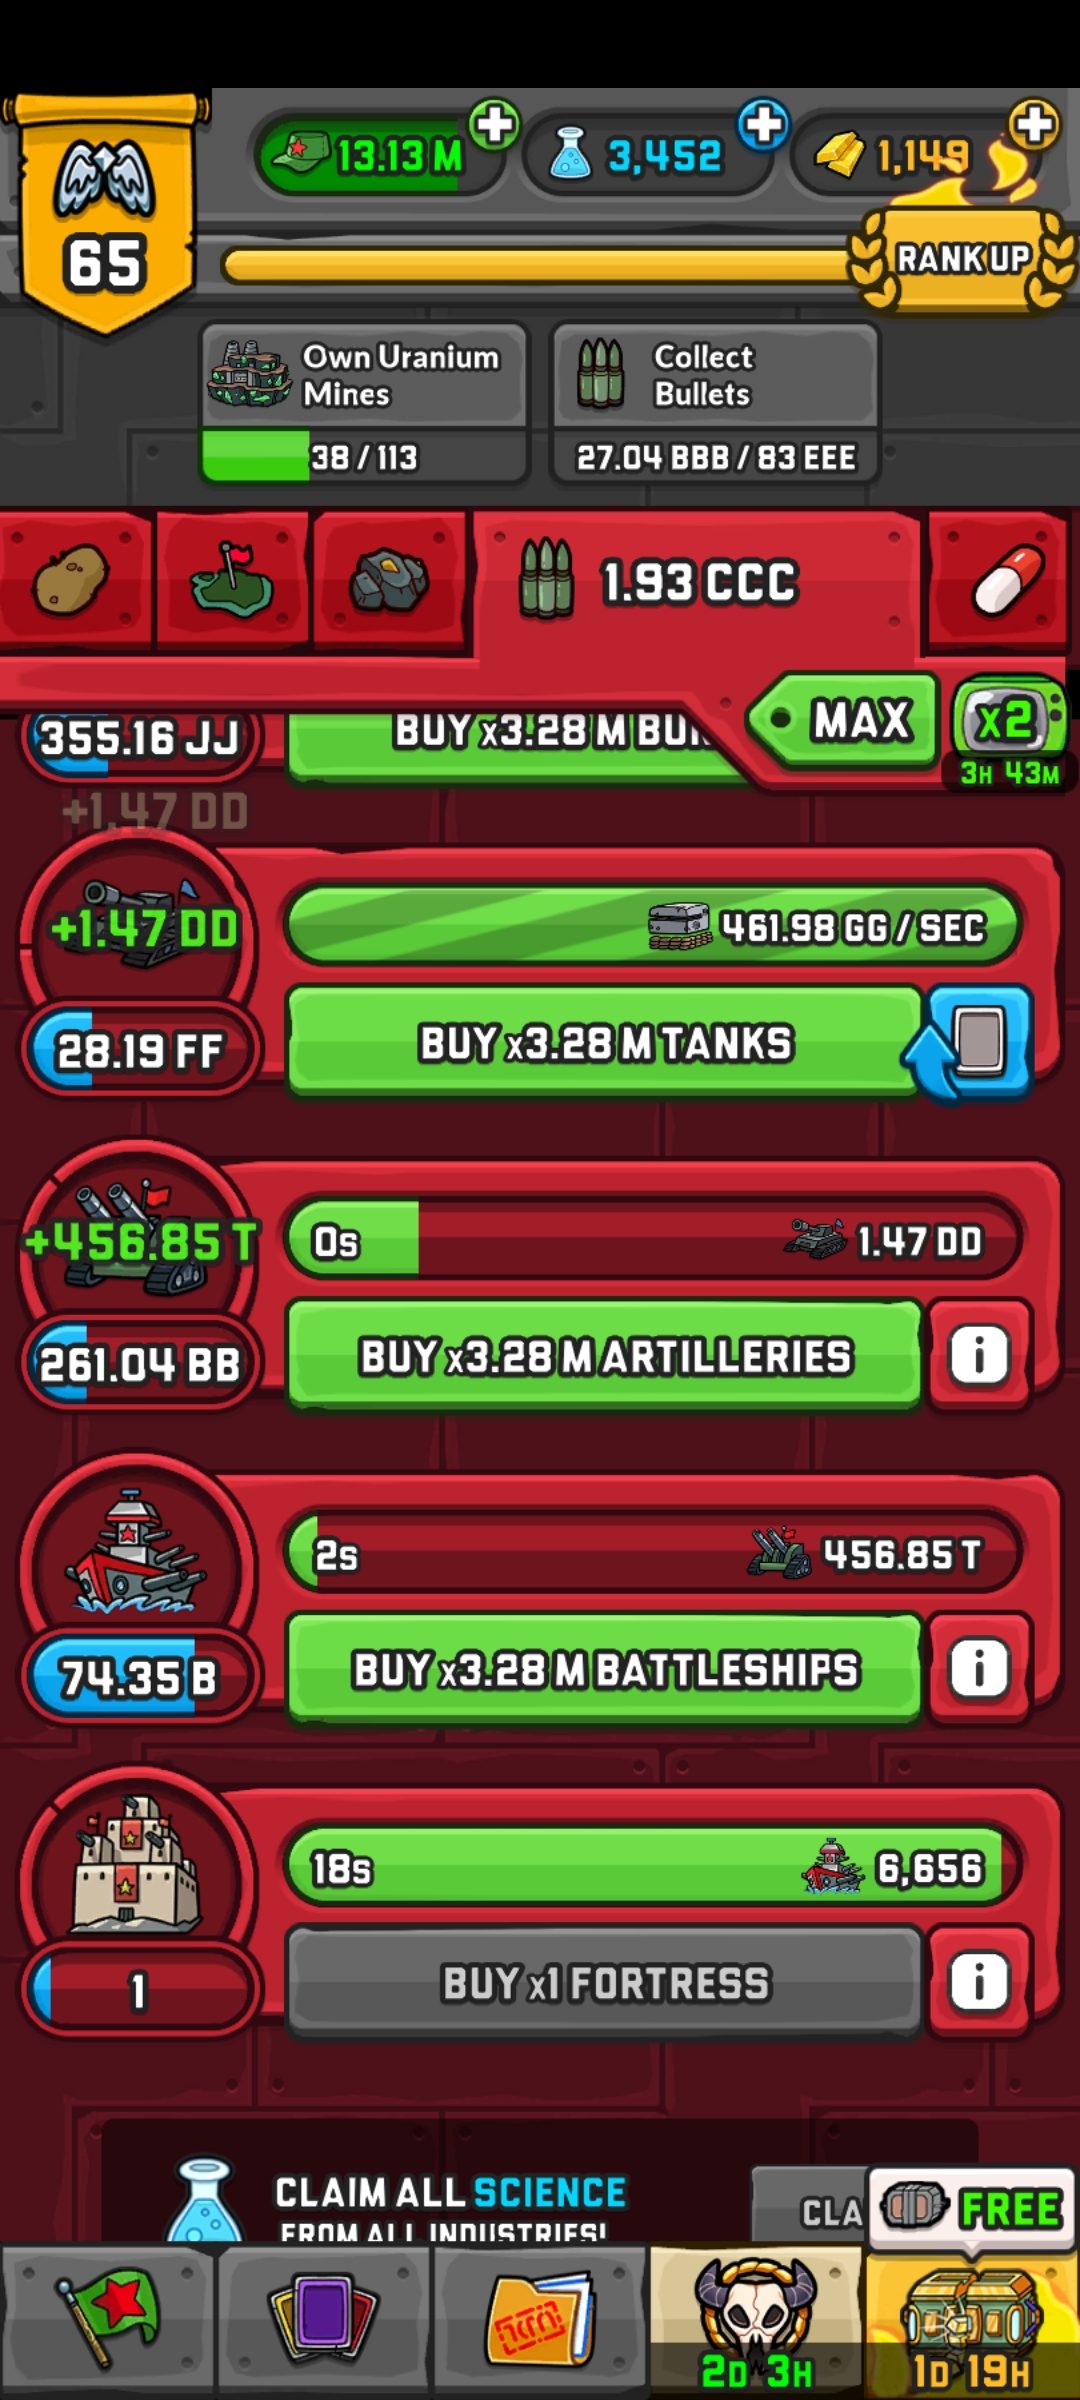 13.13 M
3,452
1,149
65
RANK UP
Own Uranium
Mines
38 / 113
Collect
Bullets
27.04 BBB / 83 EEE
1.93 CCC
MAX
x2
3H 43M
355.16 JJ
BUY x3.28 M
+1.47 DD
+1.47 DD
461.98 GG / SEC
28.19 FF
BUY x3.28 M TANKS
+456.85 T
0s
1.47 DD
261.04 BB
BUY x3.28 M ARTILLERIES
i
2s
456.85 T
74.35 B
BUY x3.28 M BATTLESHIPS
i
18s
6,656
1
BUY x1 FORTRESS
i
CLAIM ALL SCIENCE
FROM ALL INDUSTRIES!
CLA
FREE
2D 3H
1D 19H